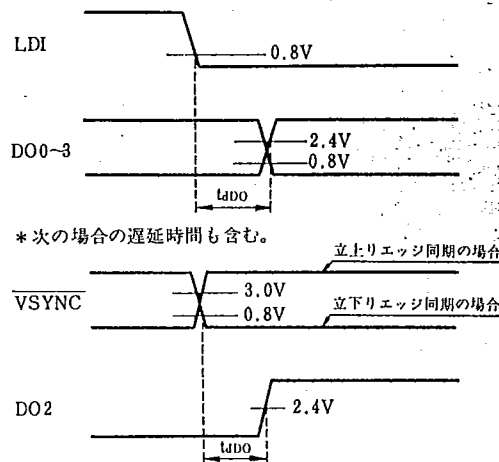 LDI
0.8V
DO0~3
2.4V
0.8V
tdDO
*次の場合の遅延時間も含む。
立上りエッジ同期の場合
VSYNC
3.0V
0.8V
立下りエッジ同期の場合
DO2
2.4V
tdDO